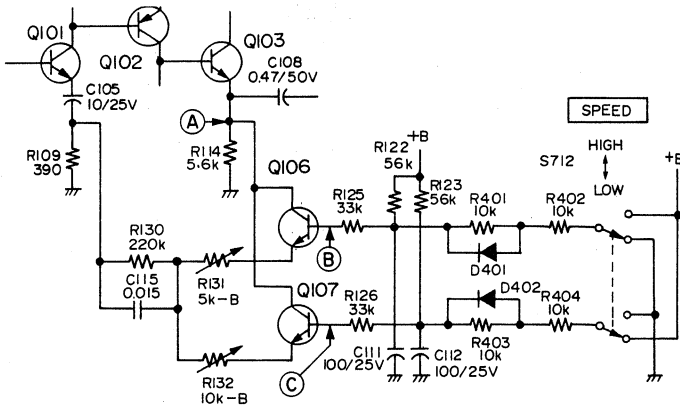 Q101
Q102
Q103
C105
10/25V
C108
0.47/50V
A
R109
390
R114
5.6k
Q106
R122
56k
+B
R123
56k
SPEED
HIGH
LOW
S712
+B
R125
33k
R401
10k
R402
10k
B
D401
R130
220k
C115
0.015
R131
5k-B
Q107
R126
33k
D402
R404
10k
R403
10k
C111
100/25V
C112
100/25V
R132
10k-B
C